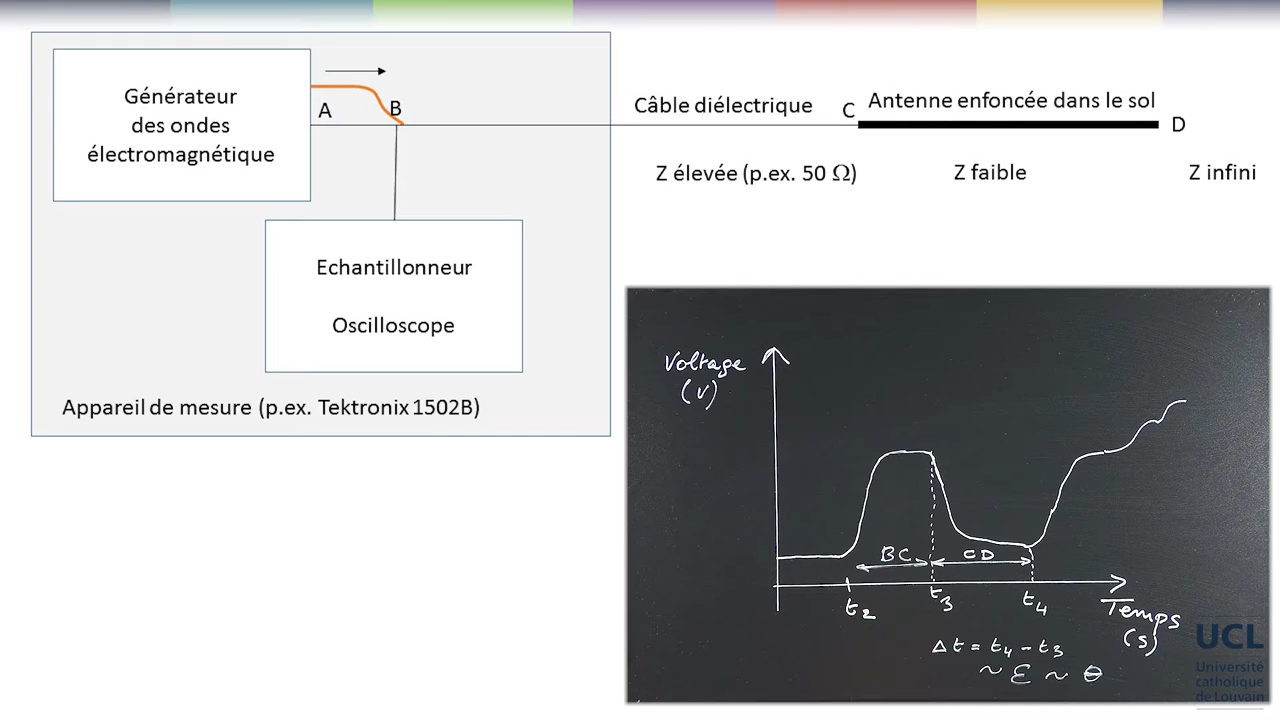 Générateur
des ondes
électromagnétique
A
B
Câble diélectrique
C
Antenne enfoncée dans le sol
D
Z élevée (p.ex. 50 Ω)
Z faible
Z infini
Echantillonneur
Oscilloscope
Appareil de mesure (p.ex. Tektronix 1502B)
Voltage
(V)
BC
CD
t2
t3
t4
Temps
(s)
Δt = t4 - t3
~ ε ~ θ
UCL
Université
catholique
de Louvain